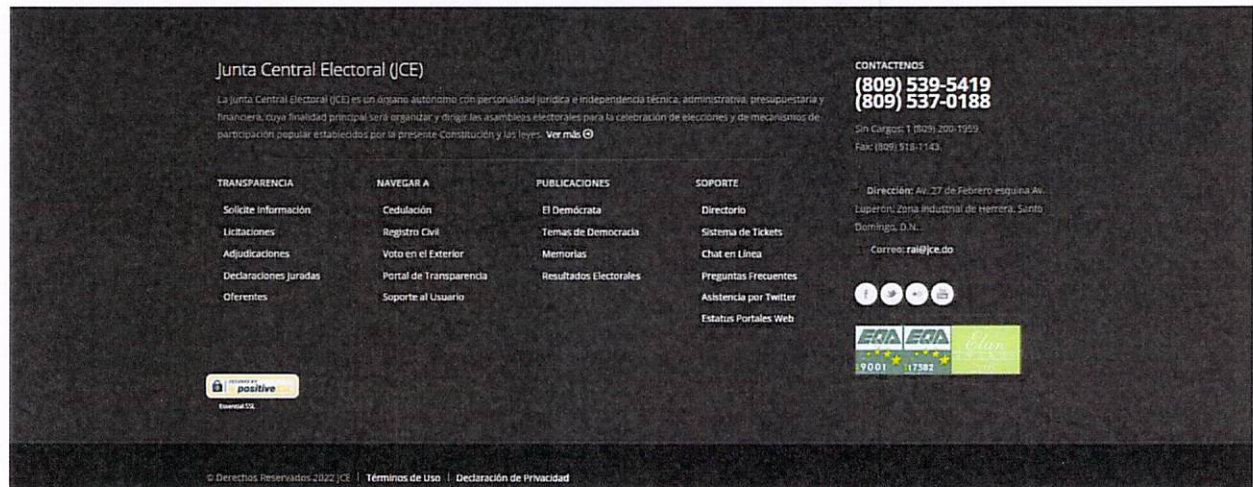 Junta Central Electoral (JCE)
La Junta Central Electoral (JCE) es un órgano autónomo con personalidad jurídica e independencia técnica, administrativa, presupuestaria y
financiera, cuya finalidad principal será organizar y dirigir las asambleas electorales para la celebración de elecciones y de mecanismos de
participación popular establecidos por la presente Constitución y las leyes. Ver más
TRANSPARENCIA
Solicite Información
Licitaciones
Adjudicaciones
Declaraciones Juradas
Oferentes
NAVEGAR A
Cedulación
Registro Civil
Voto en el Exterior
Portal de Transparencia
Soporte al Usuario
PUBLICACIONES
El Demócrata
Temas de Democracia
Memorias
Resultados Electorales
SOPORTE
Directorio
Sistema de Tickets
Chat en Línea
Preguntas Frecuentes
Asistencia por Twitter
Estatus Portales Web
CONTACTENOS
(809) 539-5419
(809) 537-0188
Sin Cargos: 1 (809) 200-1959
Fax: (809) 518-1143
Dirección: Av. 27 de Febrero esquina Av.
Luperón, Zona Industrial de Herrera, Santo
Domingo, D.N.
Correo: rai@jce.do
EQA EQA
9001 17582
SECURED BY
positive
Essential SSL
© Derechos Reservados 2022 JCE | Términos de Uso | Declaración de Privacidad